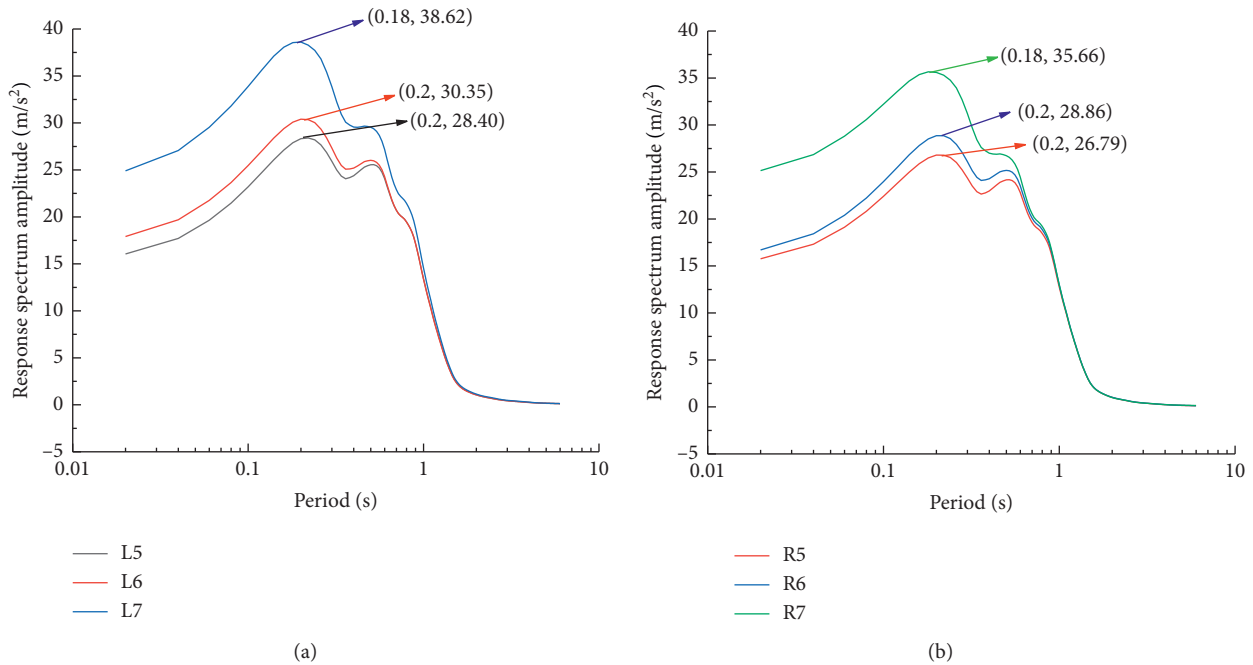 40
35
30
25
20
15
10
5
0
−5
Response spectrum amplitude (m/s²)
(0.18, 38.62)
(0.2, 30.35)
(0.2, 28.40)
0.01
0.1
1
10
Period (s)
L5
L6
L7
(a)
40
35
30
25
20
15
10
5
0
−5
Response spectrum amplitude (m/s²)
(0.18, 35.66)
(0.2, 28.86)
(0.2, 26.79)
0.01
0.1
1
10
Period (s)
R5
R6
R7
(b)